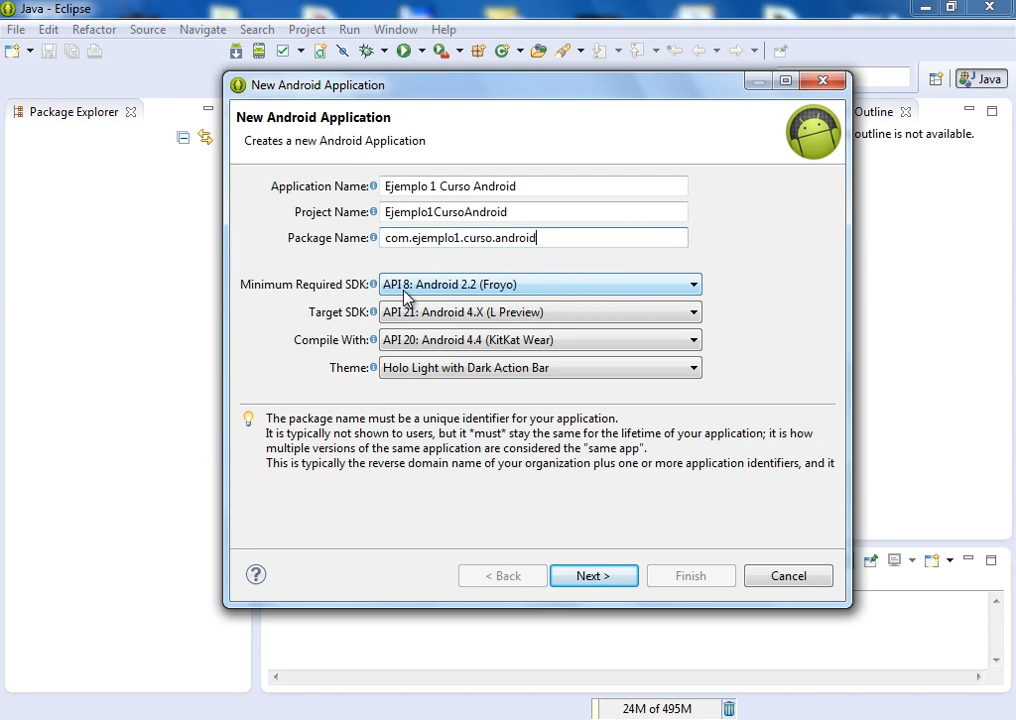 Java - Eclipse
File Edit Refactor Source Navigate Search Project Run Window Help
Java
Package Explorer
Outline
outline is not available.
New Android Application
New Android Application
Creates a new Android Application
Application Name: Ejemplo 1 Curso Android
Project Name: Ejemplo1CursoAndroid
Package Name: com.ejemplo1.curso.android
Minimum Required SDK: API 8: Android 2.2 (Froyo)
Target SDK: API 21: Android 4.X (L Preview)
Compile With: API 20: Android 4.4 (KitKat Wear)
Theme: Holo Light with Dark Action Bar
The package name must be a unique identifier for your application.
It is typically not shown to users, but it *must* stay the same for the lifetime of your application; it is how
multiple versions of the same application are considered the "same app".
This is typically the reverse domain name of your organization plus one or more application identifiers, and it
< Back Next > Finish Cancel
24M of 495M